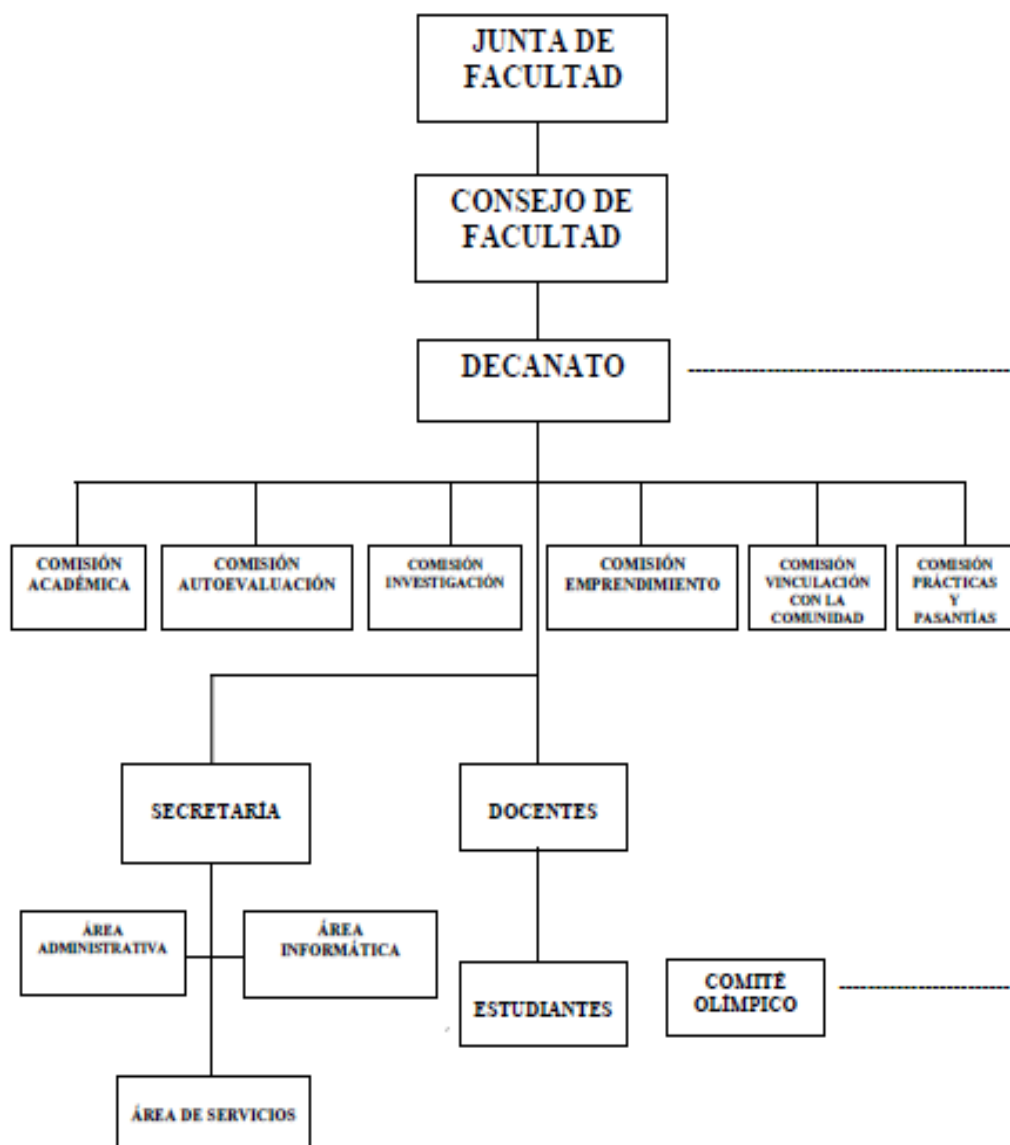 JUNTA DE
FACULTAD
CONSEJO DE
FACULTAD
DECANATO
COMISIÓN
ACADÉMICA
COMISIÓN
AUTOEVALUACIÓN
COMISIÓN
INVESTIGACIÓN
COMISIÓN
EMPRENDIMIENTO
COMISIÓN
VINCULACIÓN
CON LA
COMUNIDAD
COMISIÓN
PRÁCTICAS
Y
PASANTÍAS
SECRETARÍA
DOCENTES
ÁREA
ADMINISTRATIVA
ÁREA
INFORMÁTICA
ESTUDIANTES
COMITÉ
OLÍMPICO
ÁREA DE SERVICIOS